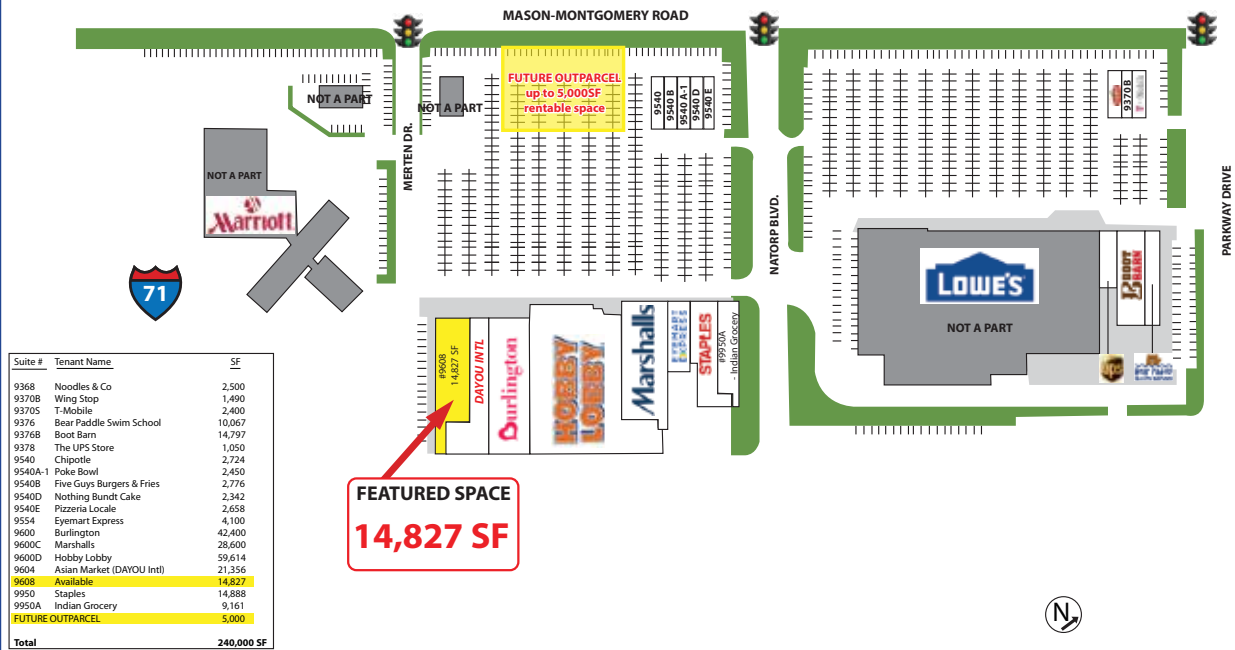 MASON-MONTGOMERY ROAD
FUTURE OUTPARCEL
up to 5,000SF
rentable space
NOT A PART
NOT A PART
9540
9540 B
9540 A-1
9540 D
9540 E
9370B
MERTEN DR.
NATORP BLVD.
PARKWAY DRIVE
NOT A PART
Marriott
71
#9608
14,827 SF
DAYOU INTL
Burlington
HOBBY
LOBBY
Marshalls
EYEMART
EXPRESS
STAPLES
#9950A
- Indian Grocery
LOWE'S
NOT A PART
BOOT
BARN
ups
FEATURED SPACE
14,827 SF
Suite # Tenant Name SF
9368 Noodles & Co 2,500
9370B Wing Stop 1,490
9370S T-Mobile 2,400
9376 Bear Paddle Swim School 10,067
9376B Boot Barn 14,797
9378 The UPS Store 1,050
9540 Chipotle 2,724
9540A-1 Poke Bowl 2,450
9540B Five Guys Burgers & Fries 2,776
9540D Nothing Bundt Cake 2,342
9540E Pizzeria Locale 2,658
9554 Eyemart Express 4,100
9600 Burlington 42,400
9600C Marshalls 28,600
9600D Hobby Lobby 59,614
9604 Asian Market (DAYOU Intl) 21,356
9608 Available 14,827
9950 Staples 14,888
9950A Indian Grocery 9,161
FUTURE OUTPARCEL 5,000
Total 240,000 SF
N